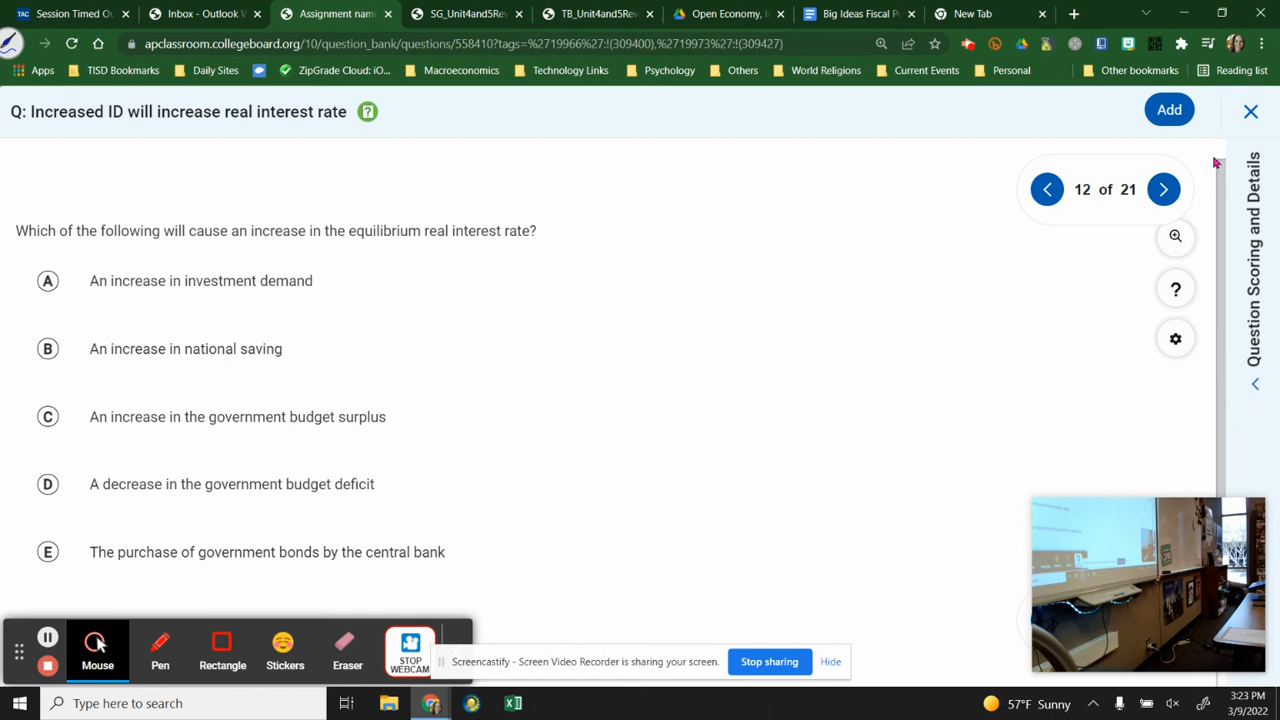 Session Timed Ou
Inbox - Outlook W
Assignment name
SG_Unit4and5Rev
TB_Unit4and5Rev
Open Economy, I
Big Ideas Fiscal P
New Tab
apclassroom.collegeboard.org/10/question_bank/questions/558410?tags=%2719966%27:!(309400),%2719973%27:!(309427)
Apps
TISD Bookmarks
Daily Sites
ZipGrade Cloud: iO...
Macroeconomics
Technology Links
Psychology
Others
World Religions
Current Events
Personal
Other bookmarks
Reading list
Q: Increased ID will increase real interest rate
Add
Question Scoring and Details
12 of 21
Which of the following will cause an increase in the equilibrium real interest rate?
A An increase in investment demand
B An increase in national saving
C An increase in the government budget surplus
D A decrease in the government budget deficit
E The purchase of government bonds by the central bank
Mouse
Pen
Rectangle
Stickers
Eraser
STOP
WEBCAM
Screencastify - Screen Video Recorder is sharing your screen.
Stop sharing
Hide
Type here to search
57°F Sunny
3:23 PM
3/9/2022